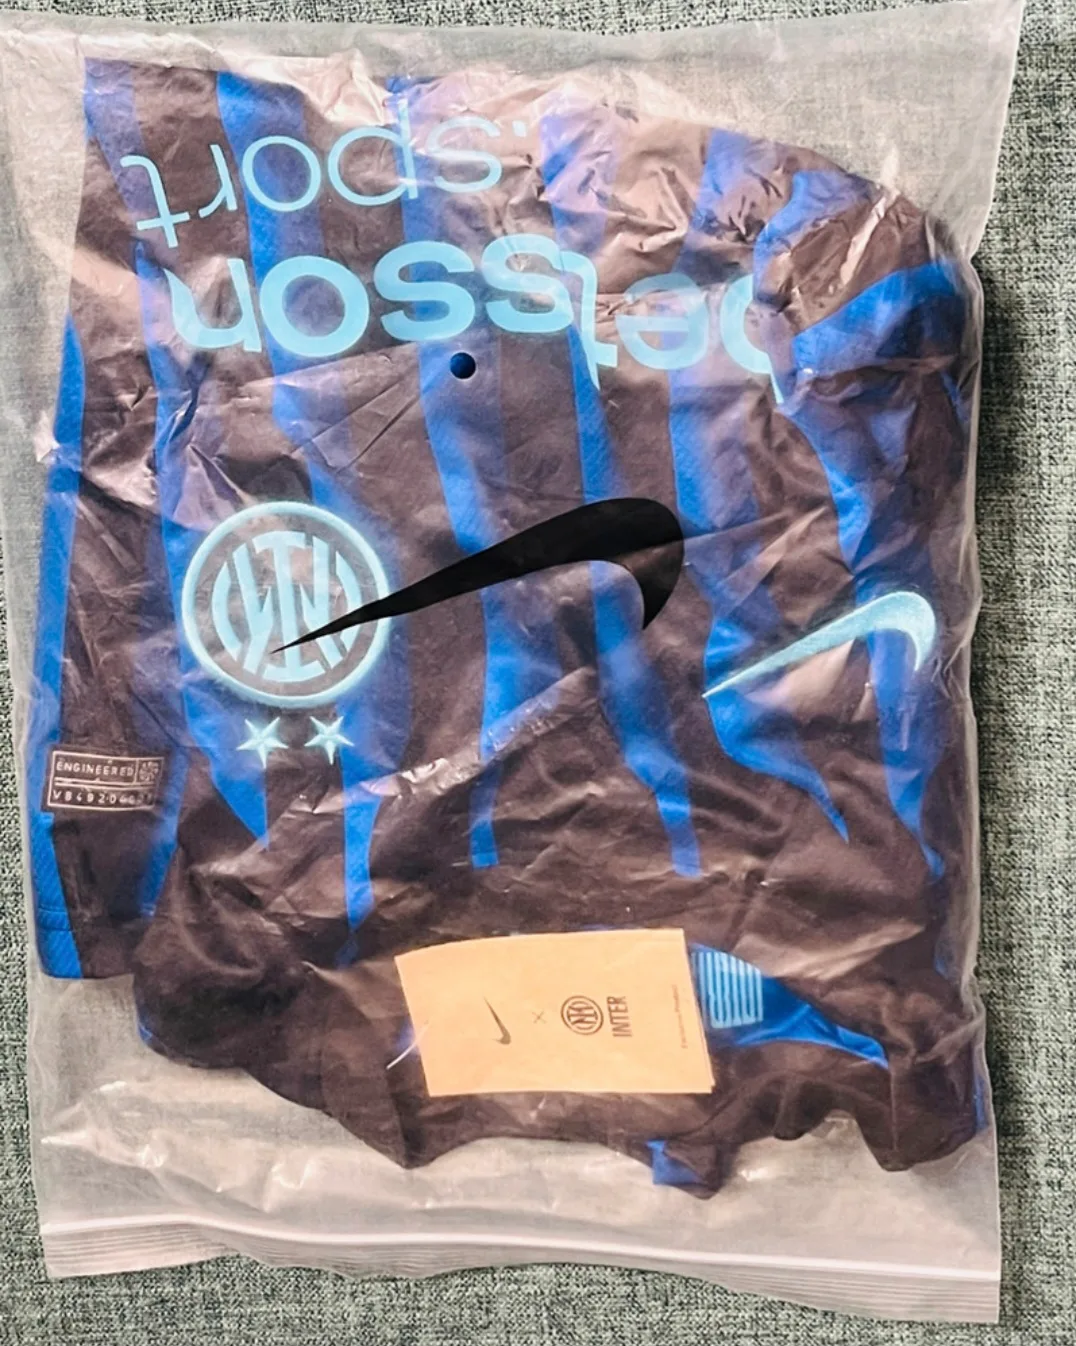 betsson
.sport
ENGINEERED
INTER